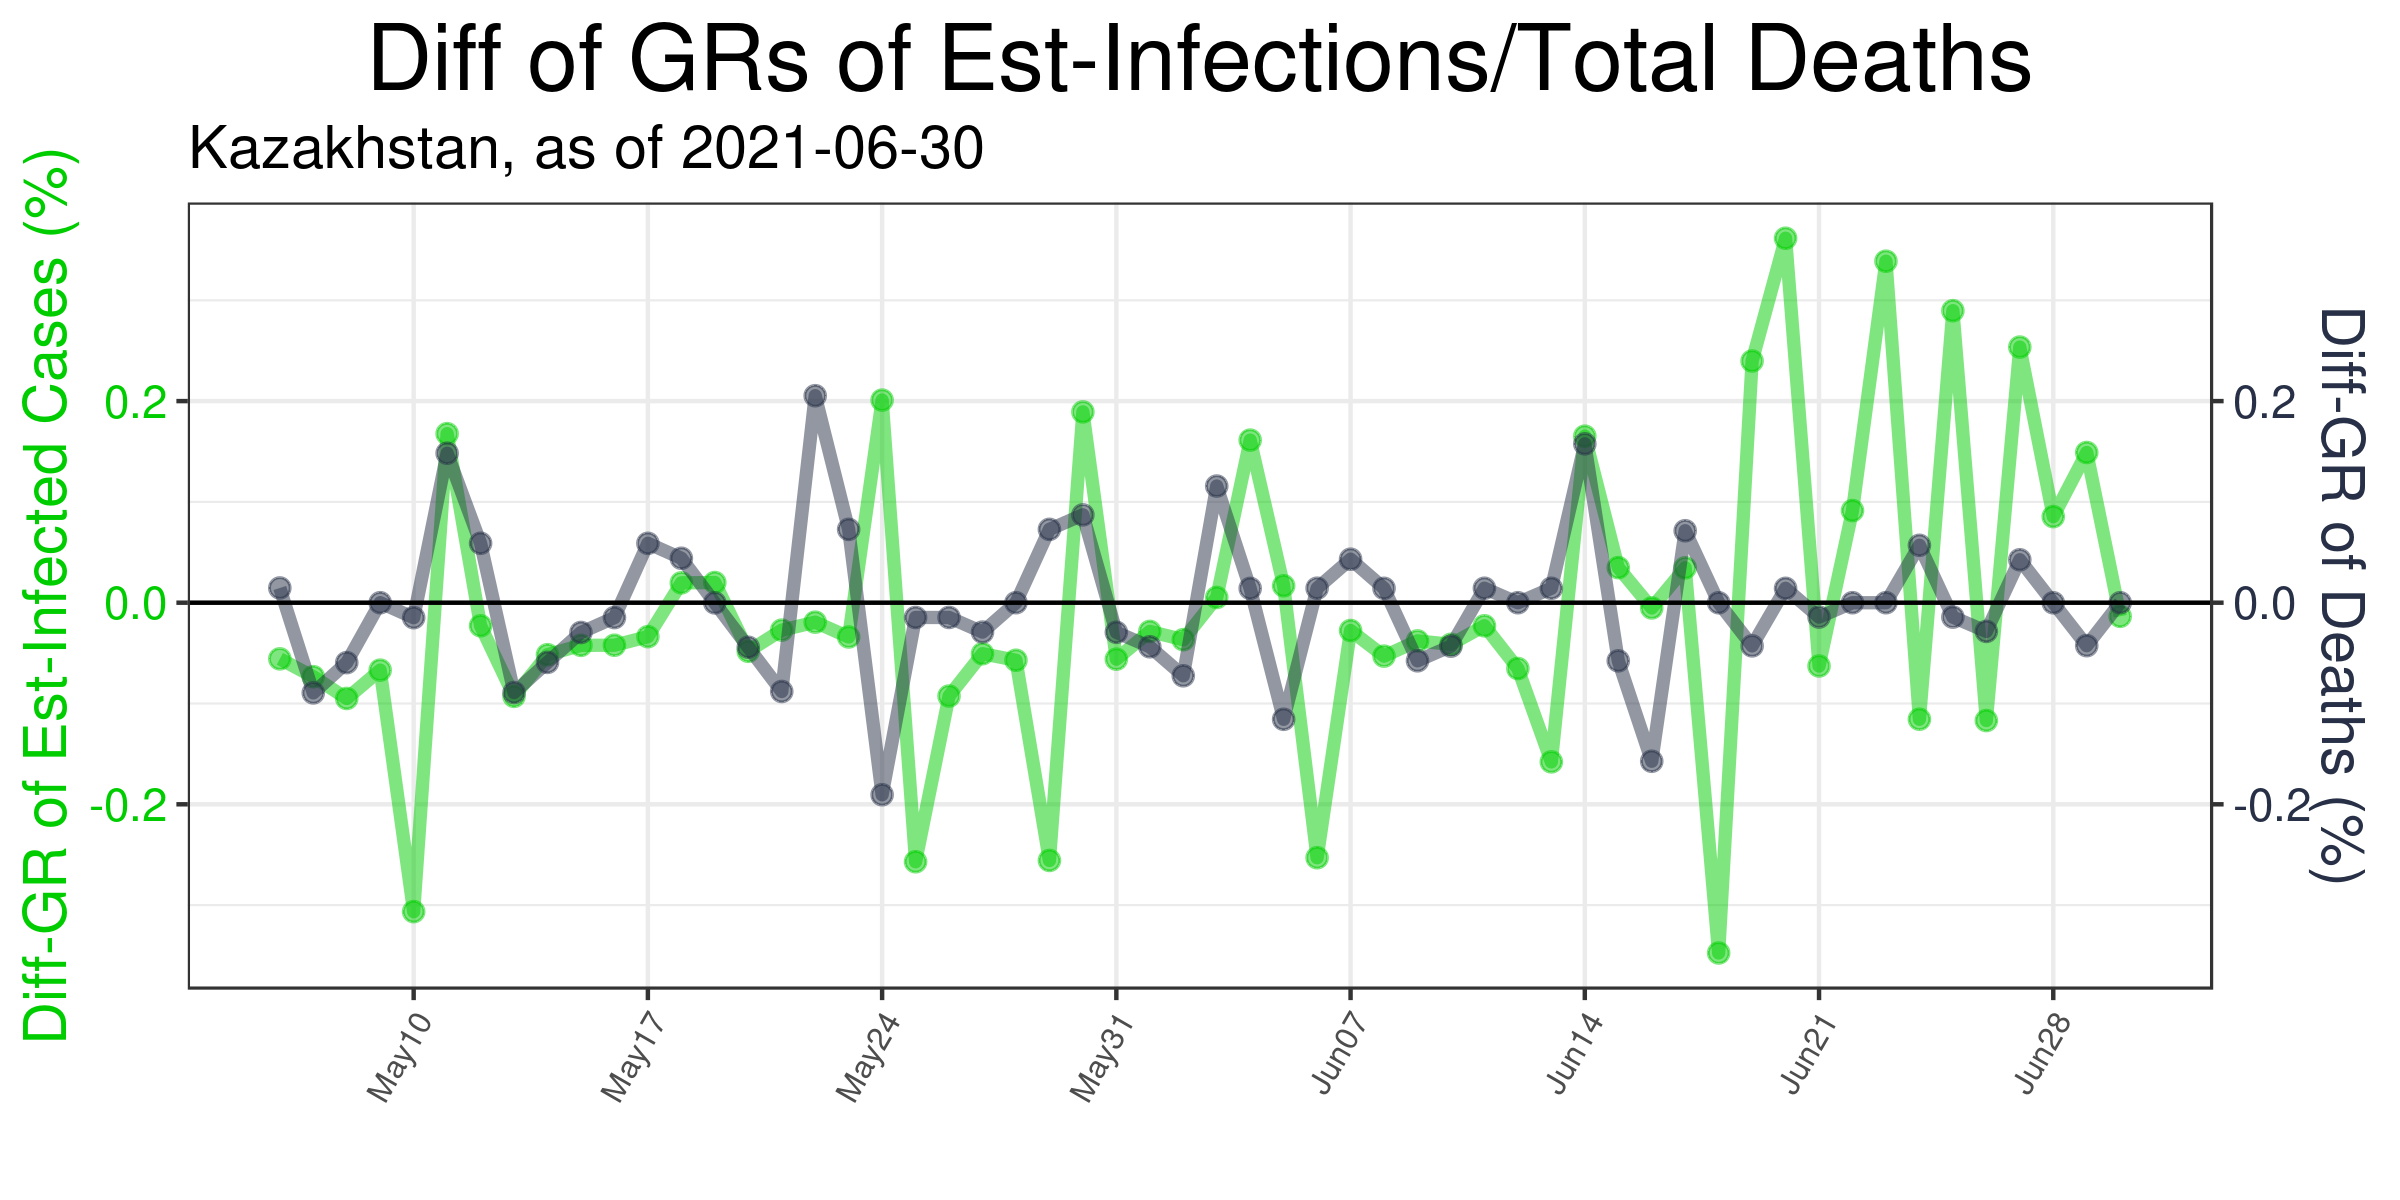 Diff of GRs of Est-Infections/Total Deaths
Kazakhstan, as of 2021-06-30
Diff-GR of Est-Infected Cases (%)
0.2
0.0
-0.2
0.2
0.0
-0.2
Diff-GR of Deaths (%)
May10
May17
May24
May31
Jun07
Jun14
Jun21
Jun28